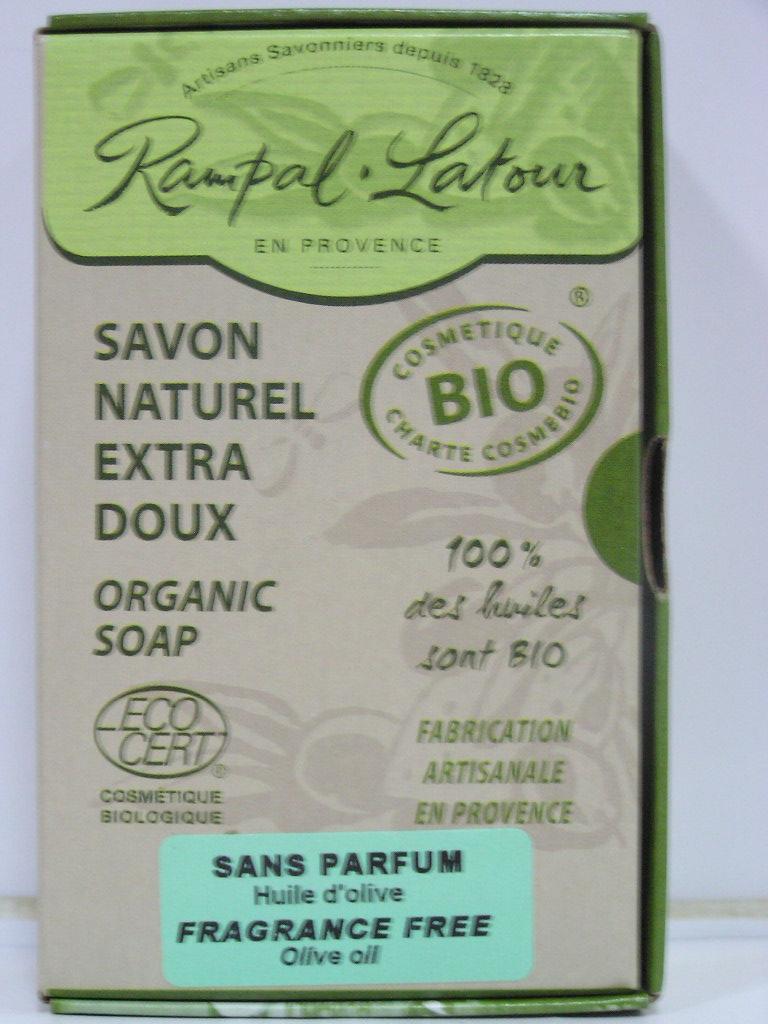 Artisans Savonniers depuis 1828
Rampal · Latour
EN PROVENCE
SAVON
NATUREL
EXTRA
DOUX
ORGANIC
SOAP
®
COSMETIQUE
BIO
CHARTE COSMEBIO
100 %
des huiles
sont BIO
ECO
CERT
®
COSMÉTIQUE
BIOLOGIQUE
FABRICATION
ARTISANALE
EN PROVENCE
SANS PARFUM
Huile d'olive
FRAGRANCE FREE
Olive oil